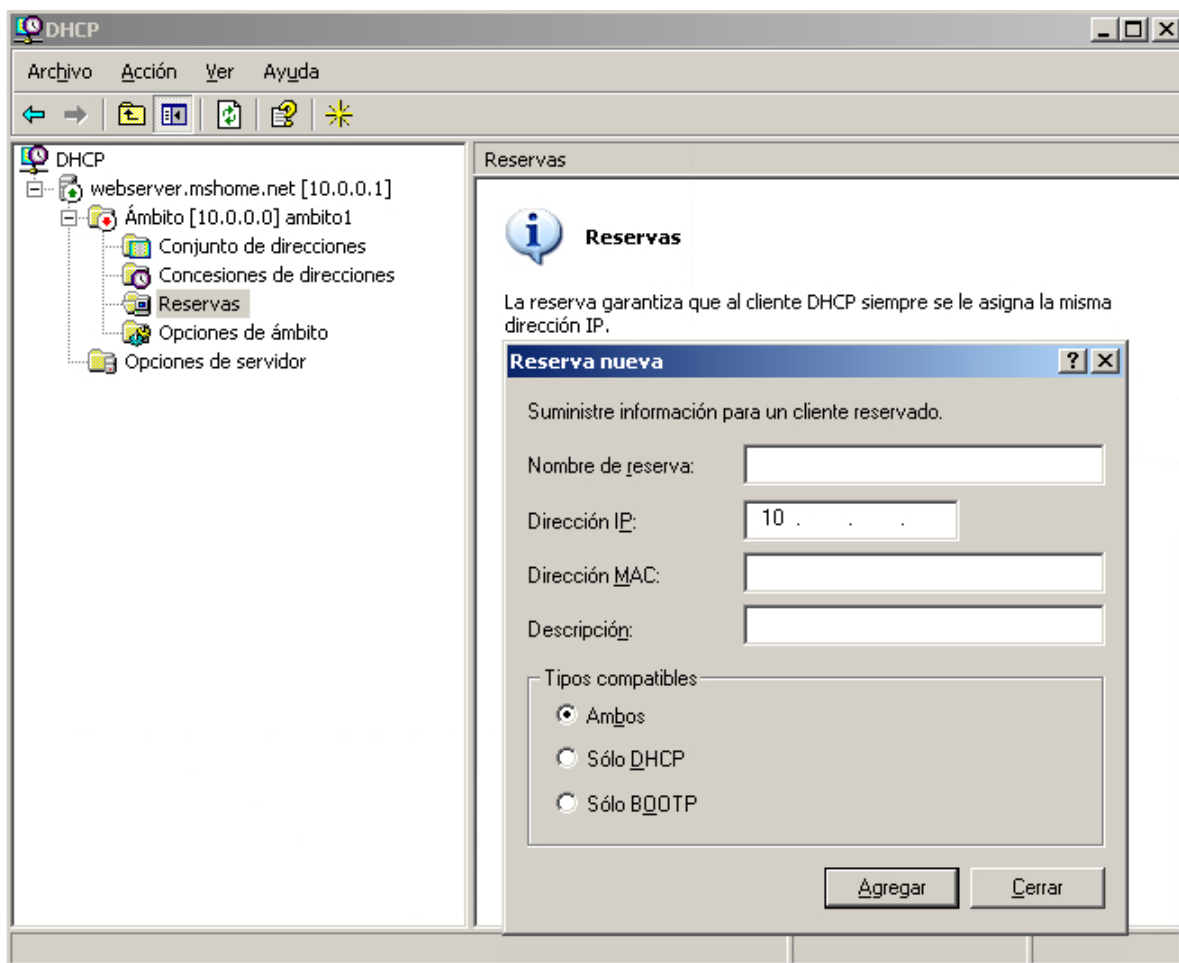 DHCP
Archivo Acción Ver Ayuda
DHCP
webserver.mshome.net [10.0.0.1]
Ámbito [10.0.0.0] ambito1
Conjunto de direcciones
Concesiones de direcciones
Reservas
Opciones de ámbito
Opciones de servidor
Reservas
Reservas
La reserva garantiza que al cliente DHCP siempre se le asigna la misma
dirección IP.
Reserva nueva
Suministre información para un cliente reservado.
Nombre de reserva:
Dirección IP: 10 . . .
Dirección MAC:
Descripción:
Tipos compatibles
Ambos
Sólo DHCP
Sólo BOOTP
Agregar Cerrar